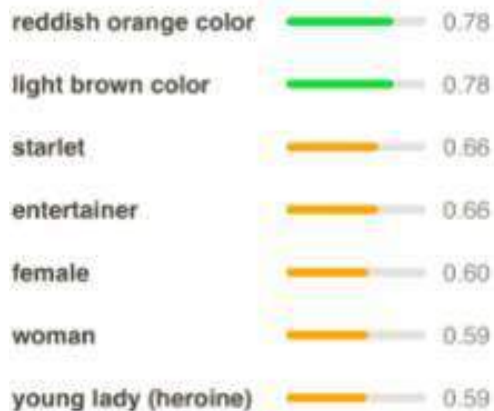 reddish orange color 0.78
light brown color 0.78
starlet 0.66
entertainer 0.66
female 0.60
woman 0.59
young lady (heroine) 0.59